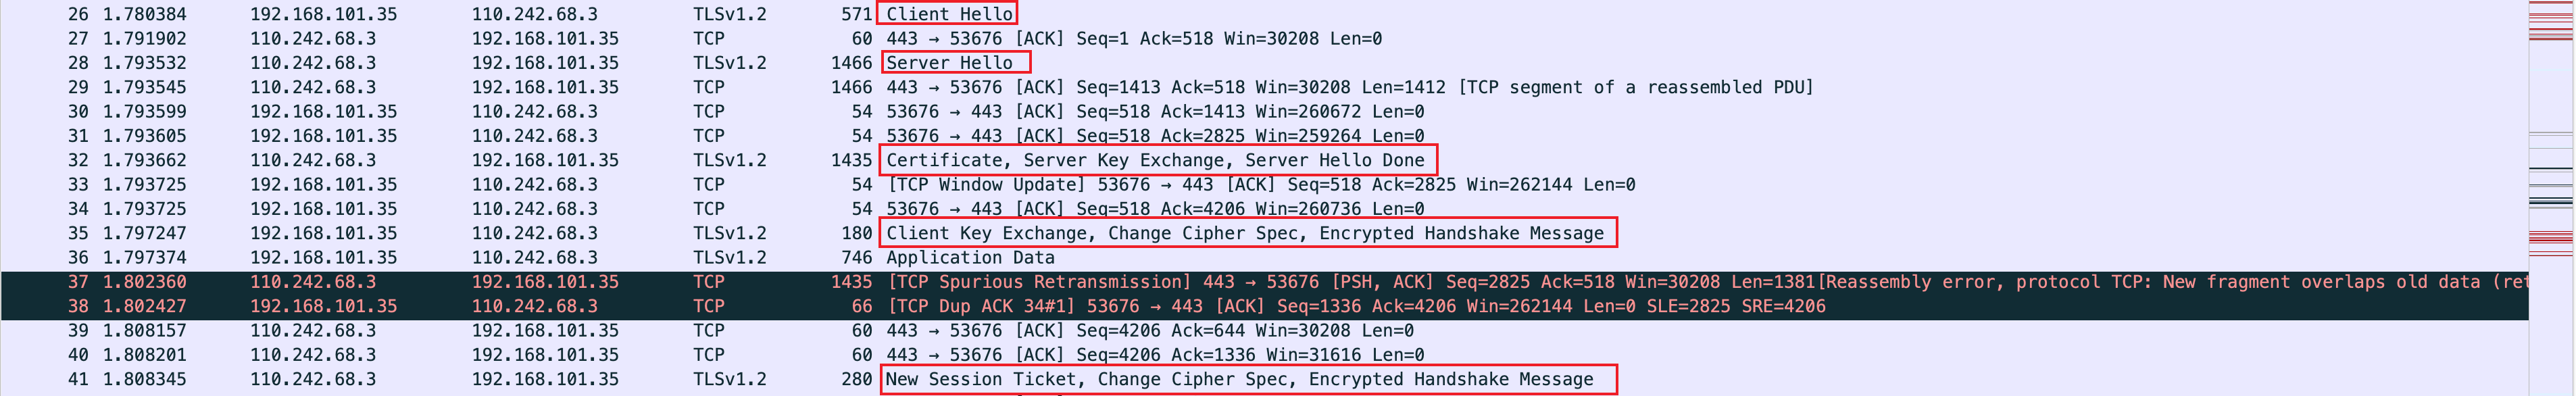 26 1.780384 192.168.101.35 110.242.68.3 TLSv1.2 571 Client Hello
27 1.791902 110.242.68.3 192.168.101.35 TCP 60 443 → 53676 [ACK] Seq=1 Ack=518 Win=30208 Len=0
28 1.793532 110.242.68.3 192.168.101.35 TLSv1.2 1466 Server Hello
29 1.793545 110.242.68.3 192.168.101.35 TCP 1466 443 → 53676 [ACK] Seq=1413 Ack=518 Win=30208 Len=1412 [TCP segment of a reassembled PDU]
30 1.793599 192.168.101.35 110.242.68.3 TCP 54 53676 → 443 [ACK] Seq=518 Ack=1413 Win=260672 Len=0
31 1.793605 192.168.101.35 110.242.68.3 TCP 54 53676 → 443 [ACK] Seq=518 Ack=2825 Win=259264 Len=0
32 1.793662 110.242.68.3 192.168.101.35 TLSv1.2 1435 Certificate, Server Key Exchange, Server Hello Done
33 1.793725 192.168.101.35 110.242.68.3 TCP 54 [TCP Window Update] 53676 → 443 [ACK] Seq=518 Ack=2825 Win=262144 Len=0
34 1.793725 192.168.101.35 110.242.68.3 TCP 54 53676 → 443 [ACK] Seq=518 Ack=4206 Win=260736 Len=0
35 1.797247 192.168.101.35 110.242.68.3 TLSv1.2 180 Client Key Exchange, Change Cipher Spec, Encrypted Handshake Message
36 1.797374 192.168.101.35 110.242.68.3 TLSv1.2 746 Application Data
37 1.802360 110.242.68.3 192.168.101.35 TCP 1435 [TCP Spurious Retransmission] 443 → 53676 [PSH, ACK] Seq=2825 Ack=518 Win=30208 Len=1381[Reassembly error, protocol TCP: New fragment overlaps old data (ret
38 1.802427 192.168.101.35 110.242.68.3 TCP 66 [TCP Dup ACK 34#1] 53676 → 443 [ACK] Seq=1336 Ack=4206 Win=262144 Len=0 SLE=2825 SRE=4206
39 1.808157 110.242.68.3 192.168.101.35 TCP 60 443 → 53676 [ACK] Seq=4206 Ack=644 Win=30208 Len=0
40 1.808201 110.242.68.3 192.168.101.35 TCP 60 443 → 53676 [ACK] Seq=4206 Ack=1336 Win=31616 Len=0
41 1.808345 110.242.68.3 192.168.101.35 TLSv1.2 280 New Session Ticket, Change Cipher Spec, Encrypted Handshake Message